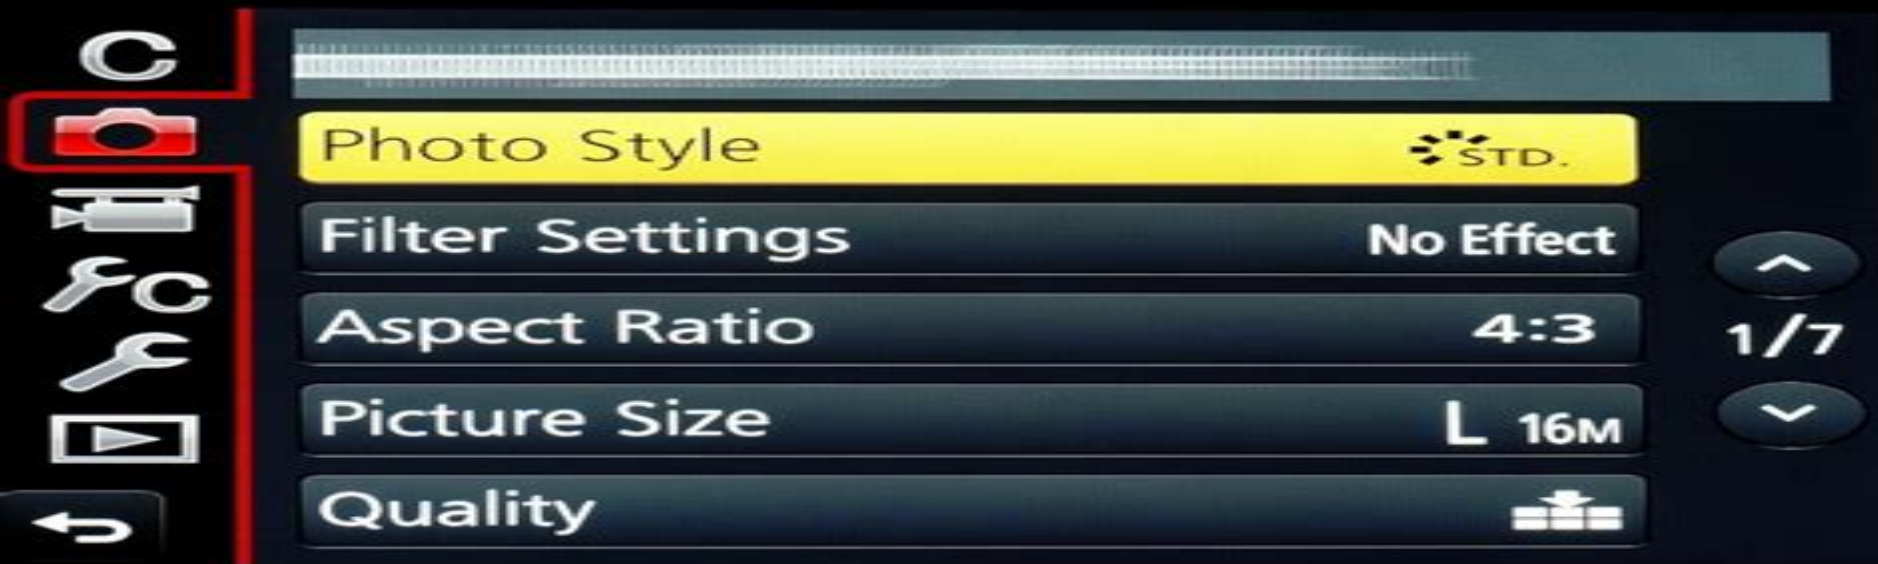 C
Photo Style STD.
Filter Settings No Effect
Aspect Ratio 4:3
Picture Size L 16M
Quality
C
1/7